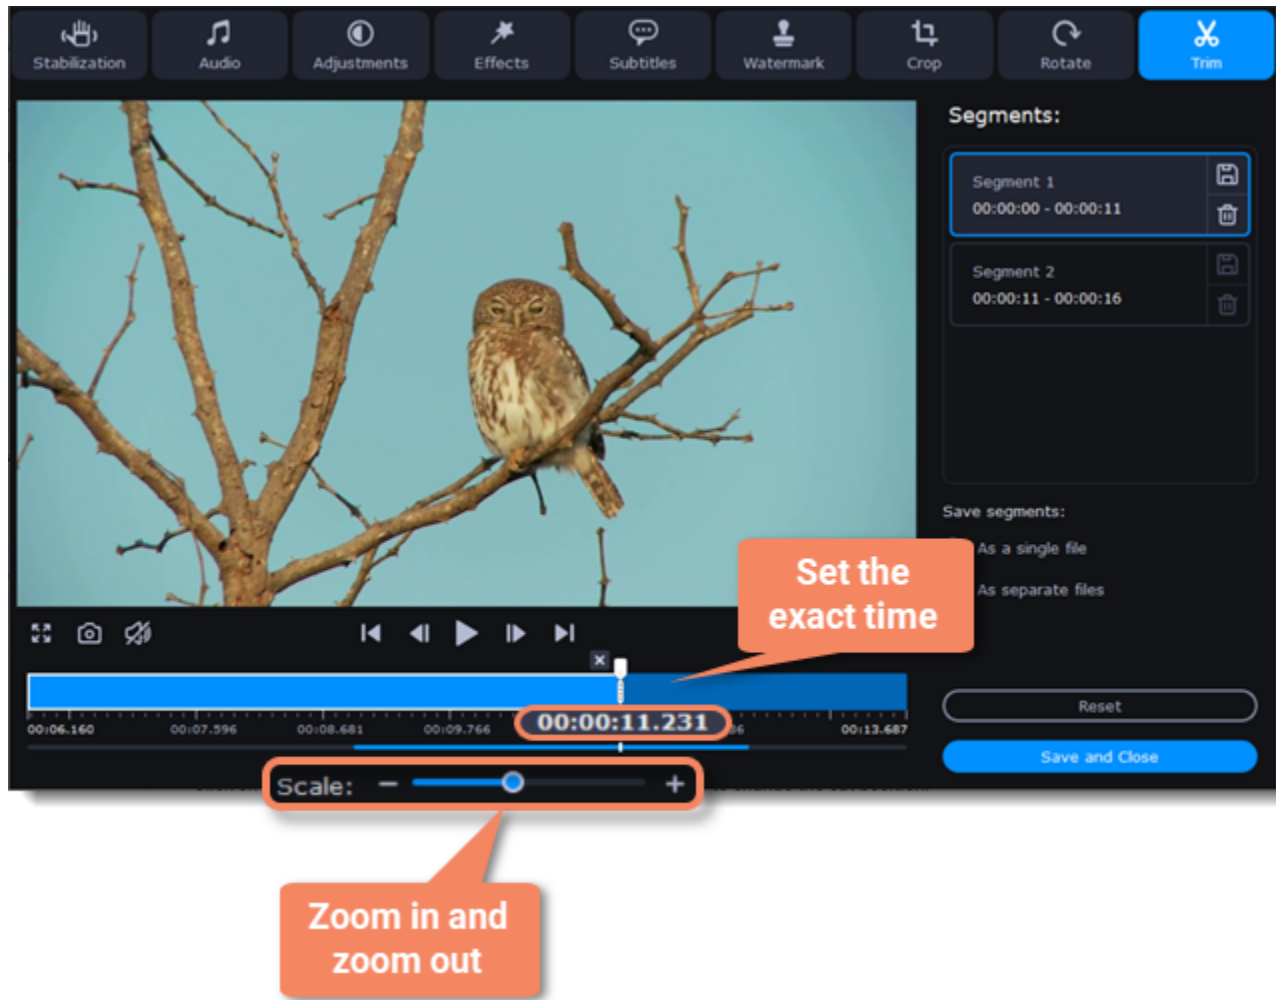 Stabilization
Audio
Adjustments
Effects
Subtitles
Watermark
Crop
Rotate
Trim
Segments:
Segment 1
00:00:00 - 00:00:11
Segment 2
00:00:11 - 00:00:16
Save segments:
As a single file
As separate files
Set the
exact time
00:06.160
00:07.596
00:08.681
00:09.766
00:00:11.231
00:13.687
Reset
Save and Close
Scale:
Zoom in and
zoom out